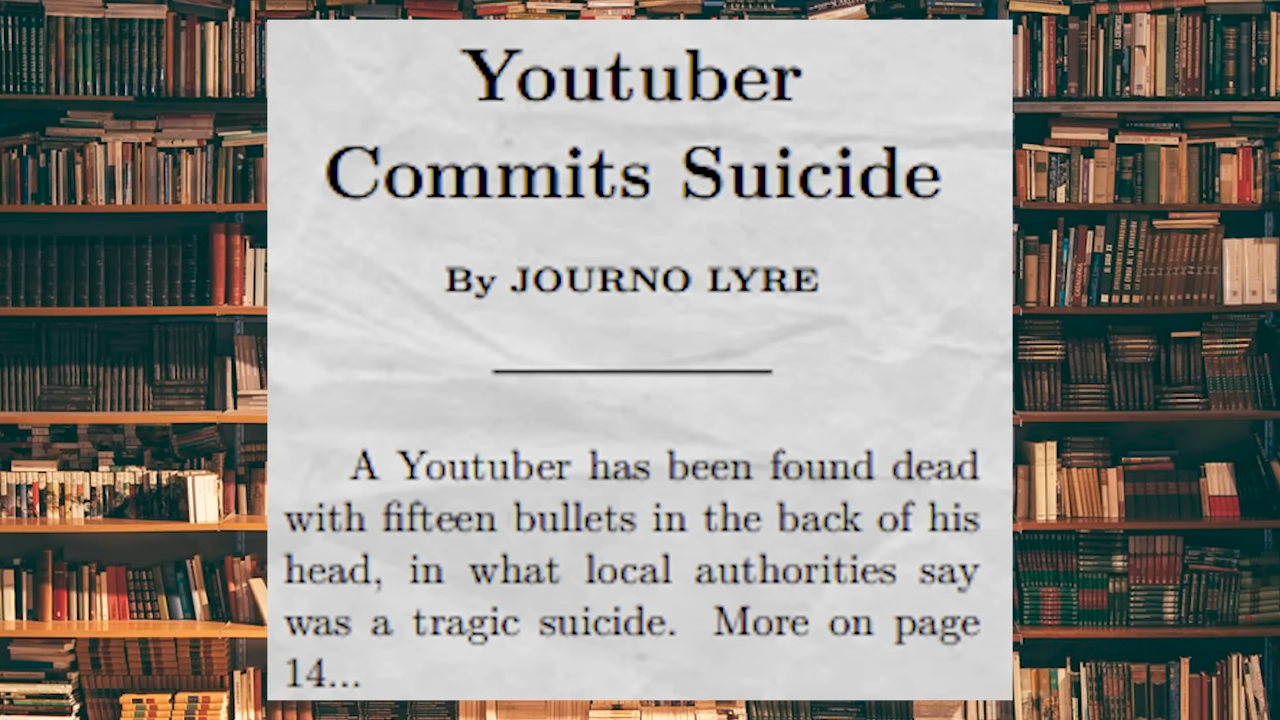 Youtuber
Commits Suicide
By JOURNO LYRE
A Youtuber has been found dead
with fifteen bullets in the back of his
head, in what local authorities say
was a tragic suicide. More on page
14...